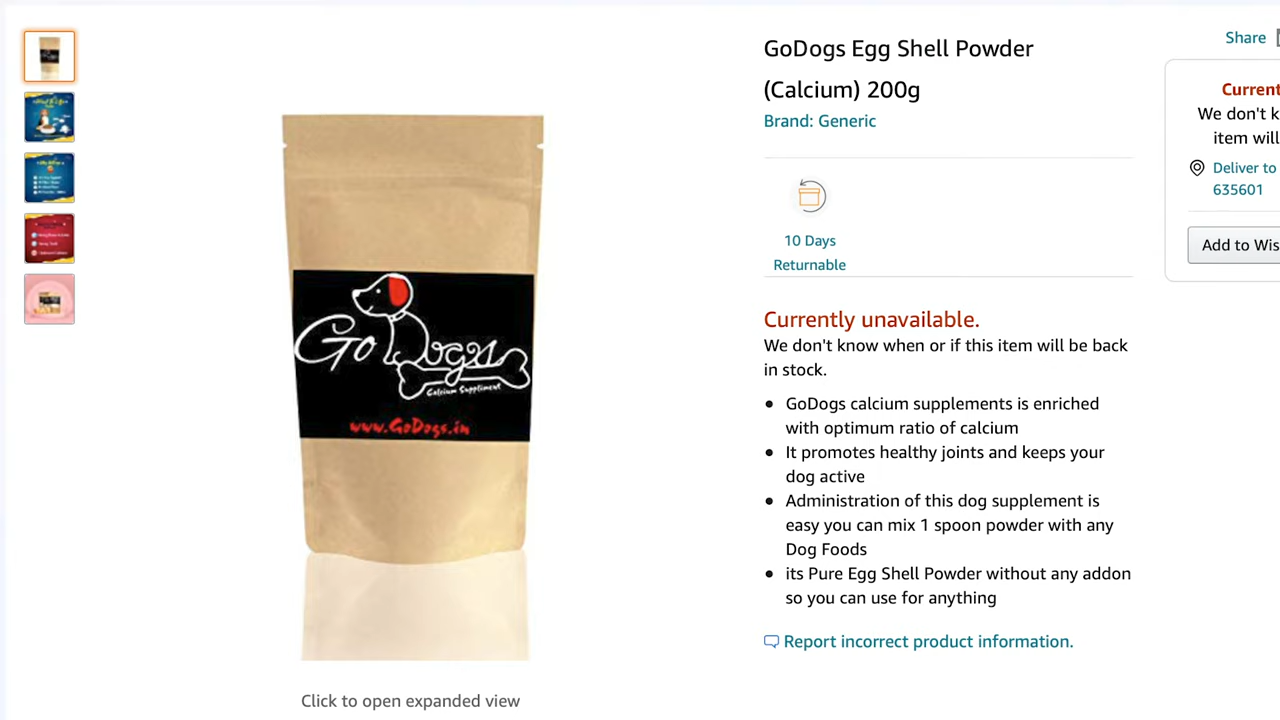 GoDogs Egg Shell Powder
(Calcium) 200g
Brand: Generic
10 Days
Returnable
Currently unavailable.
We don't know when or if this item will be back
in stock.
GoDogs calcium supplements is enriched
with optimum ratio of calcium
It promotes healthy joints and keeps your
dog active
Administration of this dog supplement is
easy you can mix 1 spoon powder with any
Dog Foods
its Pure Egg Shell Powder without any addon
so you can use for anything
Report incorrect product information.
Share
Current
We don't k
item will
Deliver to
635601
Add to Wis
Go Dogs
Calcium Suppliment
www.GoDogs.in
Click to open expanded view